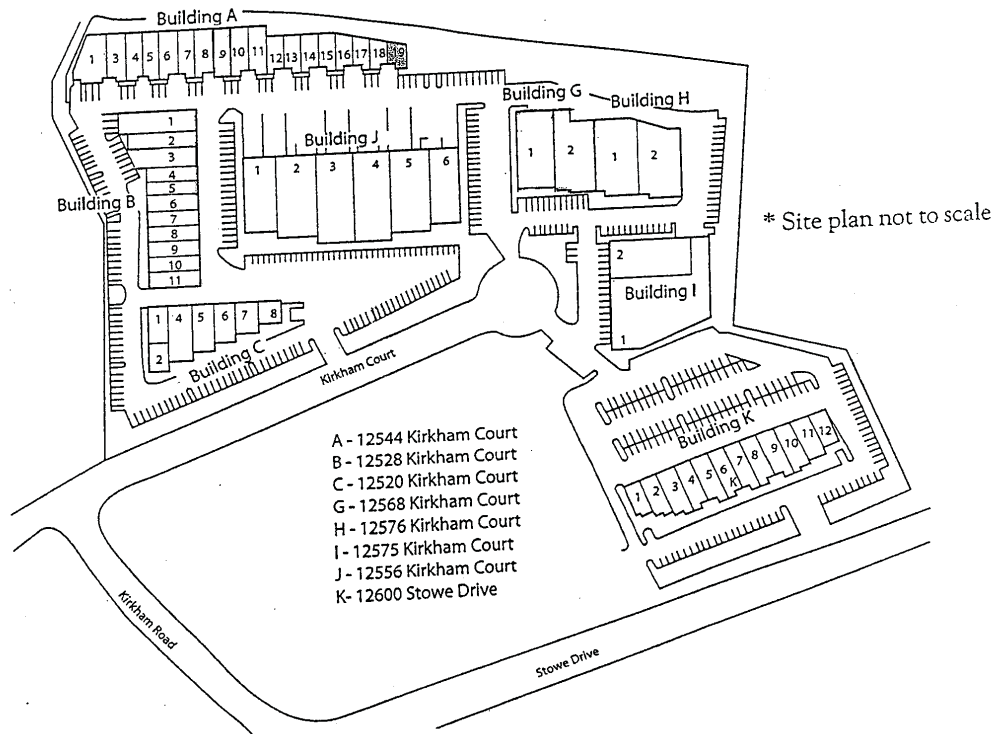 Building A
1 3 4 5 6 7 8 9 10 11 12 13 14 15 16 17 18 19
Building G
Building H
1 2 1 2
Building J
1 2 3 4 5 6
1
2
3
4
5
6
7
8
9
10
11
Building B
* Site plan not to scale
2
Building I
1
1 4 5 6 7 8
2
Building C
Kirkham Court
A - 12544 Kirkham Court
B - 12528 Kirkham Court
C - 12520 Kirkham Court
G - 12568 Kirkham Court
H - 12576 Kirkham Court
I - 12575 Kirkham Court
J - 12556 Kirkham Court
K- 12600 Stowe Drive
Building K
1 2 3 4 5 6 7 8 9 10 11 12
K
Kirkham Road
Stowe Drive